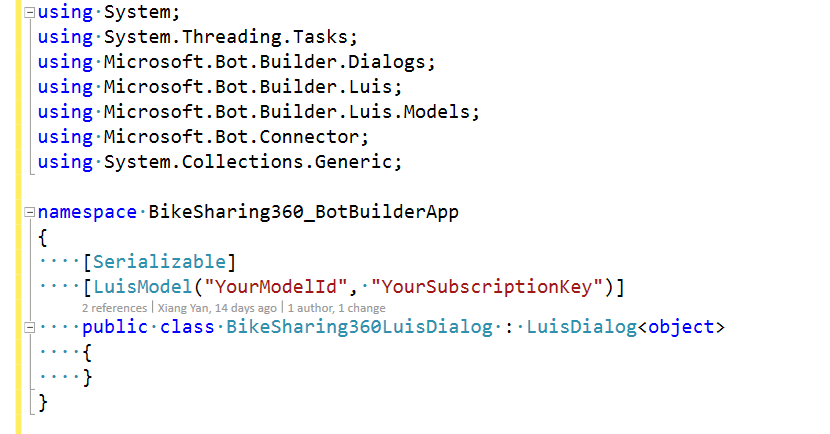 using System;
using System.Threading.Tasks;
using Microsoft.Bot.Builder.Dialogs;
using Microsoft.Bot.Builder.Luis;
using Microsoft.Bot.Builder.Luis.Models;
using Microsoft.Bot.Connector;
using System.Collections.Generic;

namespace BikeSharing360_BotBuilderApp
{
    [Serializable]
    [LuisModel("YourModelId", "YourSubscriptionKey")]
    2 references | Xiang Yan, 14 days ago | 1 author, 1 change
    public class BikeSharing360LuisDialog : LuisDialog<object>
    {
    }
}